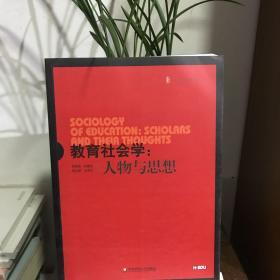 SOCIOLOGY
OF EDUCATION: SCHOLARS
AND THEIR THOUGHTS
教育社会学：
人物与思想